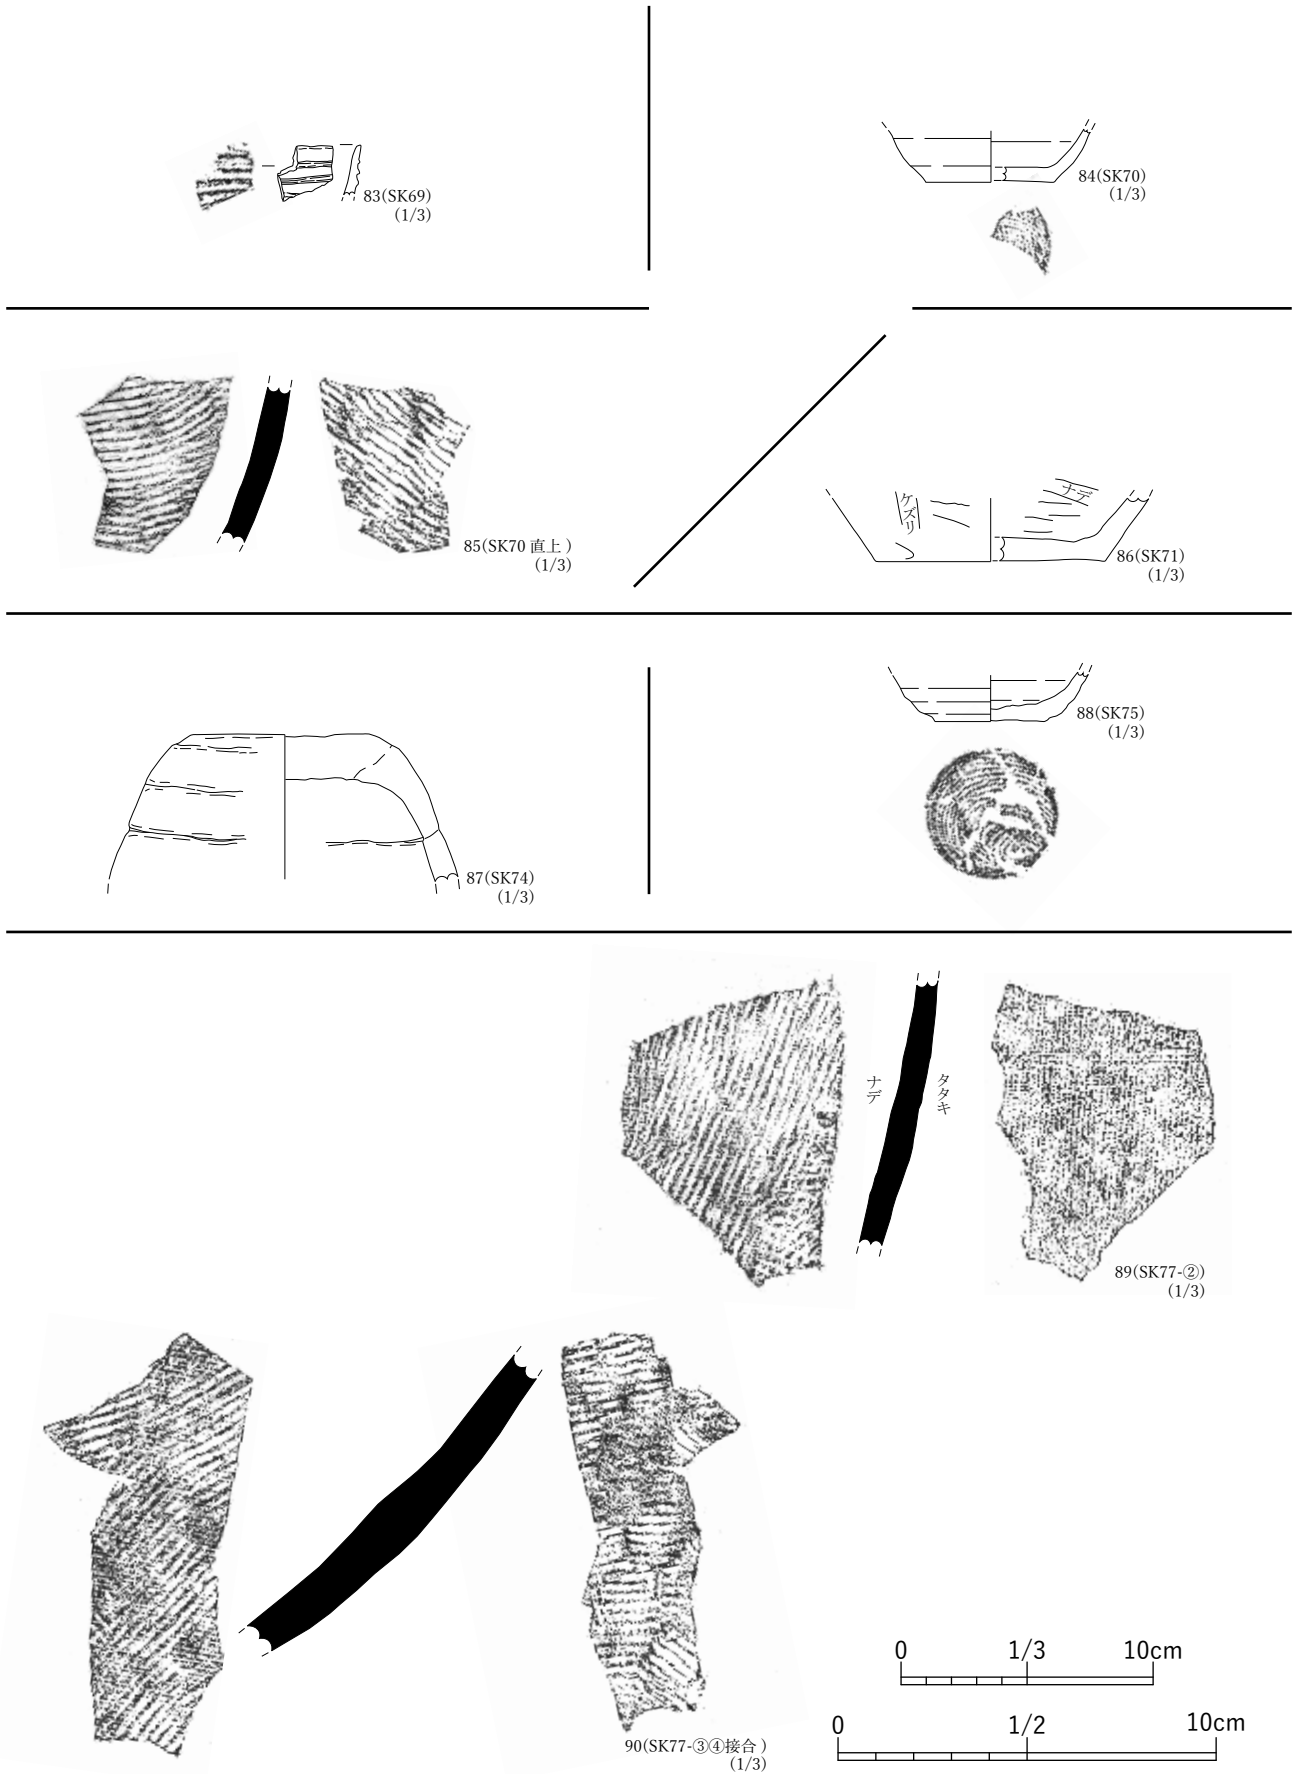 83(SK69)
(1/3)
84(SK70)
(1/3)
85(SK70 直上 )
(1/3)
ケズリ
ナデ
86(SK71)
(1/3)
87(SK74)
(1/3)
88(SK75)
(1/3)
ナデ
タタキ
89(SK77-②)
(1/3)
90(SK77-③④接合 )
(1/3)
0 1/3 10cm
0 1/2 10cm